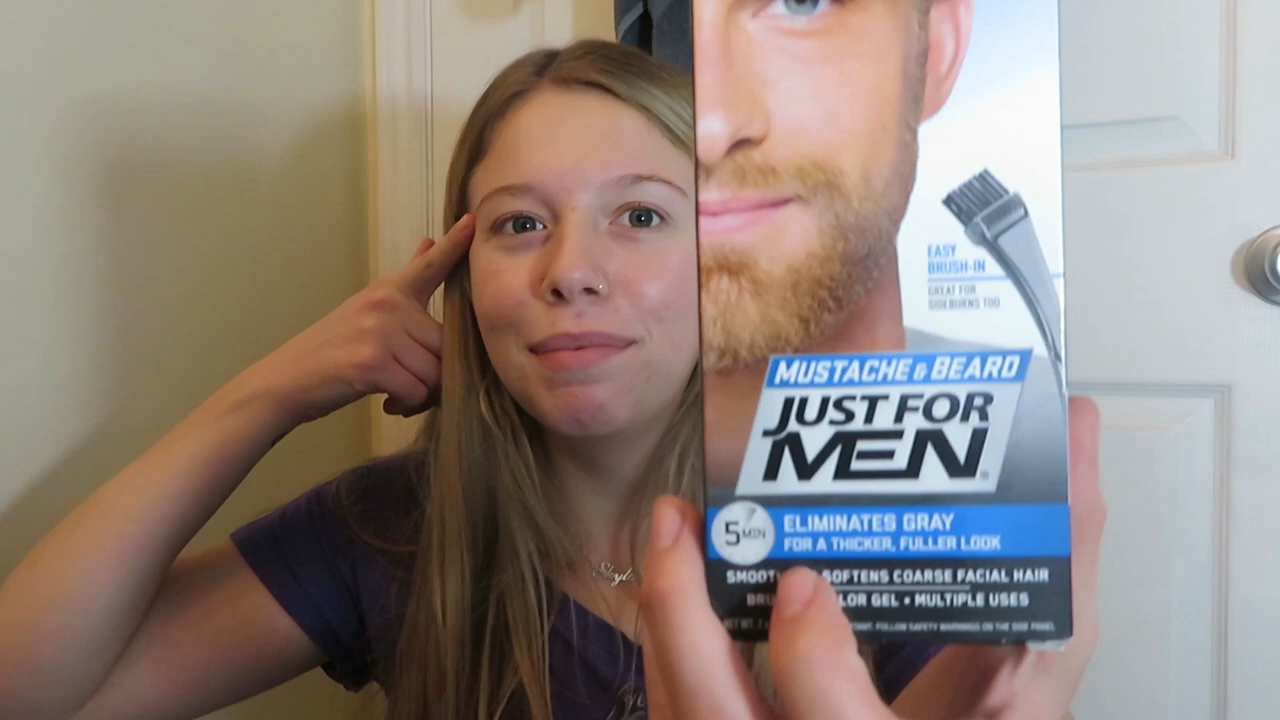 EASY
BRUSH-IN
GREAT FOR
SIDEBURNS TOO
MUSTACHE & BEARD
JUST FOR
MEN
5 MIN
ELIMINATES GRAY
FOR A THICKER, FULLER LOOK
SOFTENS COARSE FACIAL HAIR
GEL • MULTIPLE USES
FOLLOW SAFETY WARNINGS ON THE SIDE PANEL